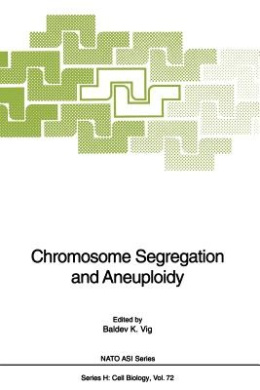 Chromosome Segregation
and Aneuploidy
Edited by
Baldev K. Vig
NATO ASI Series
Series H: Cell Biology, Vol. 72